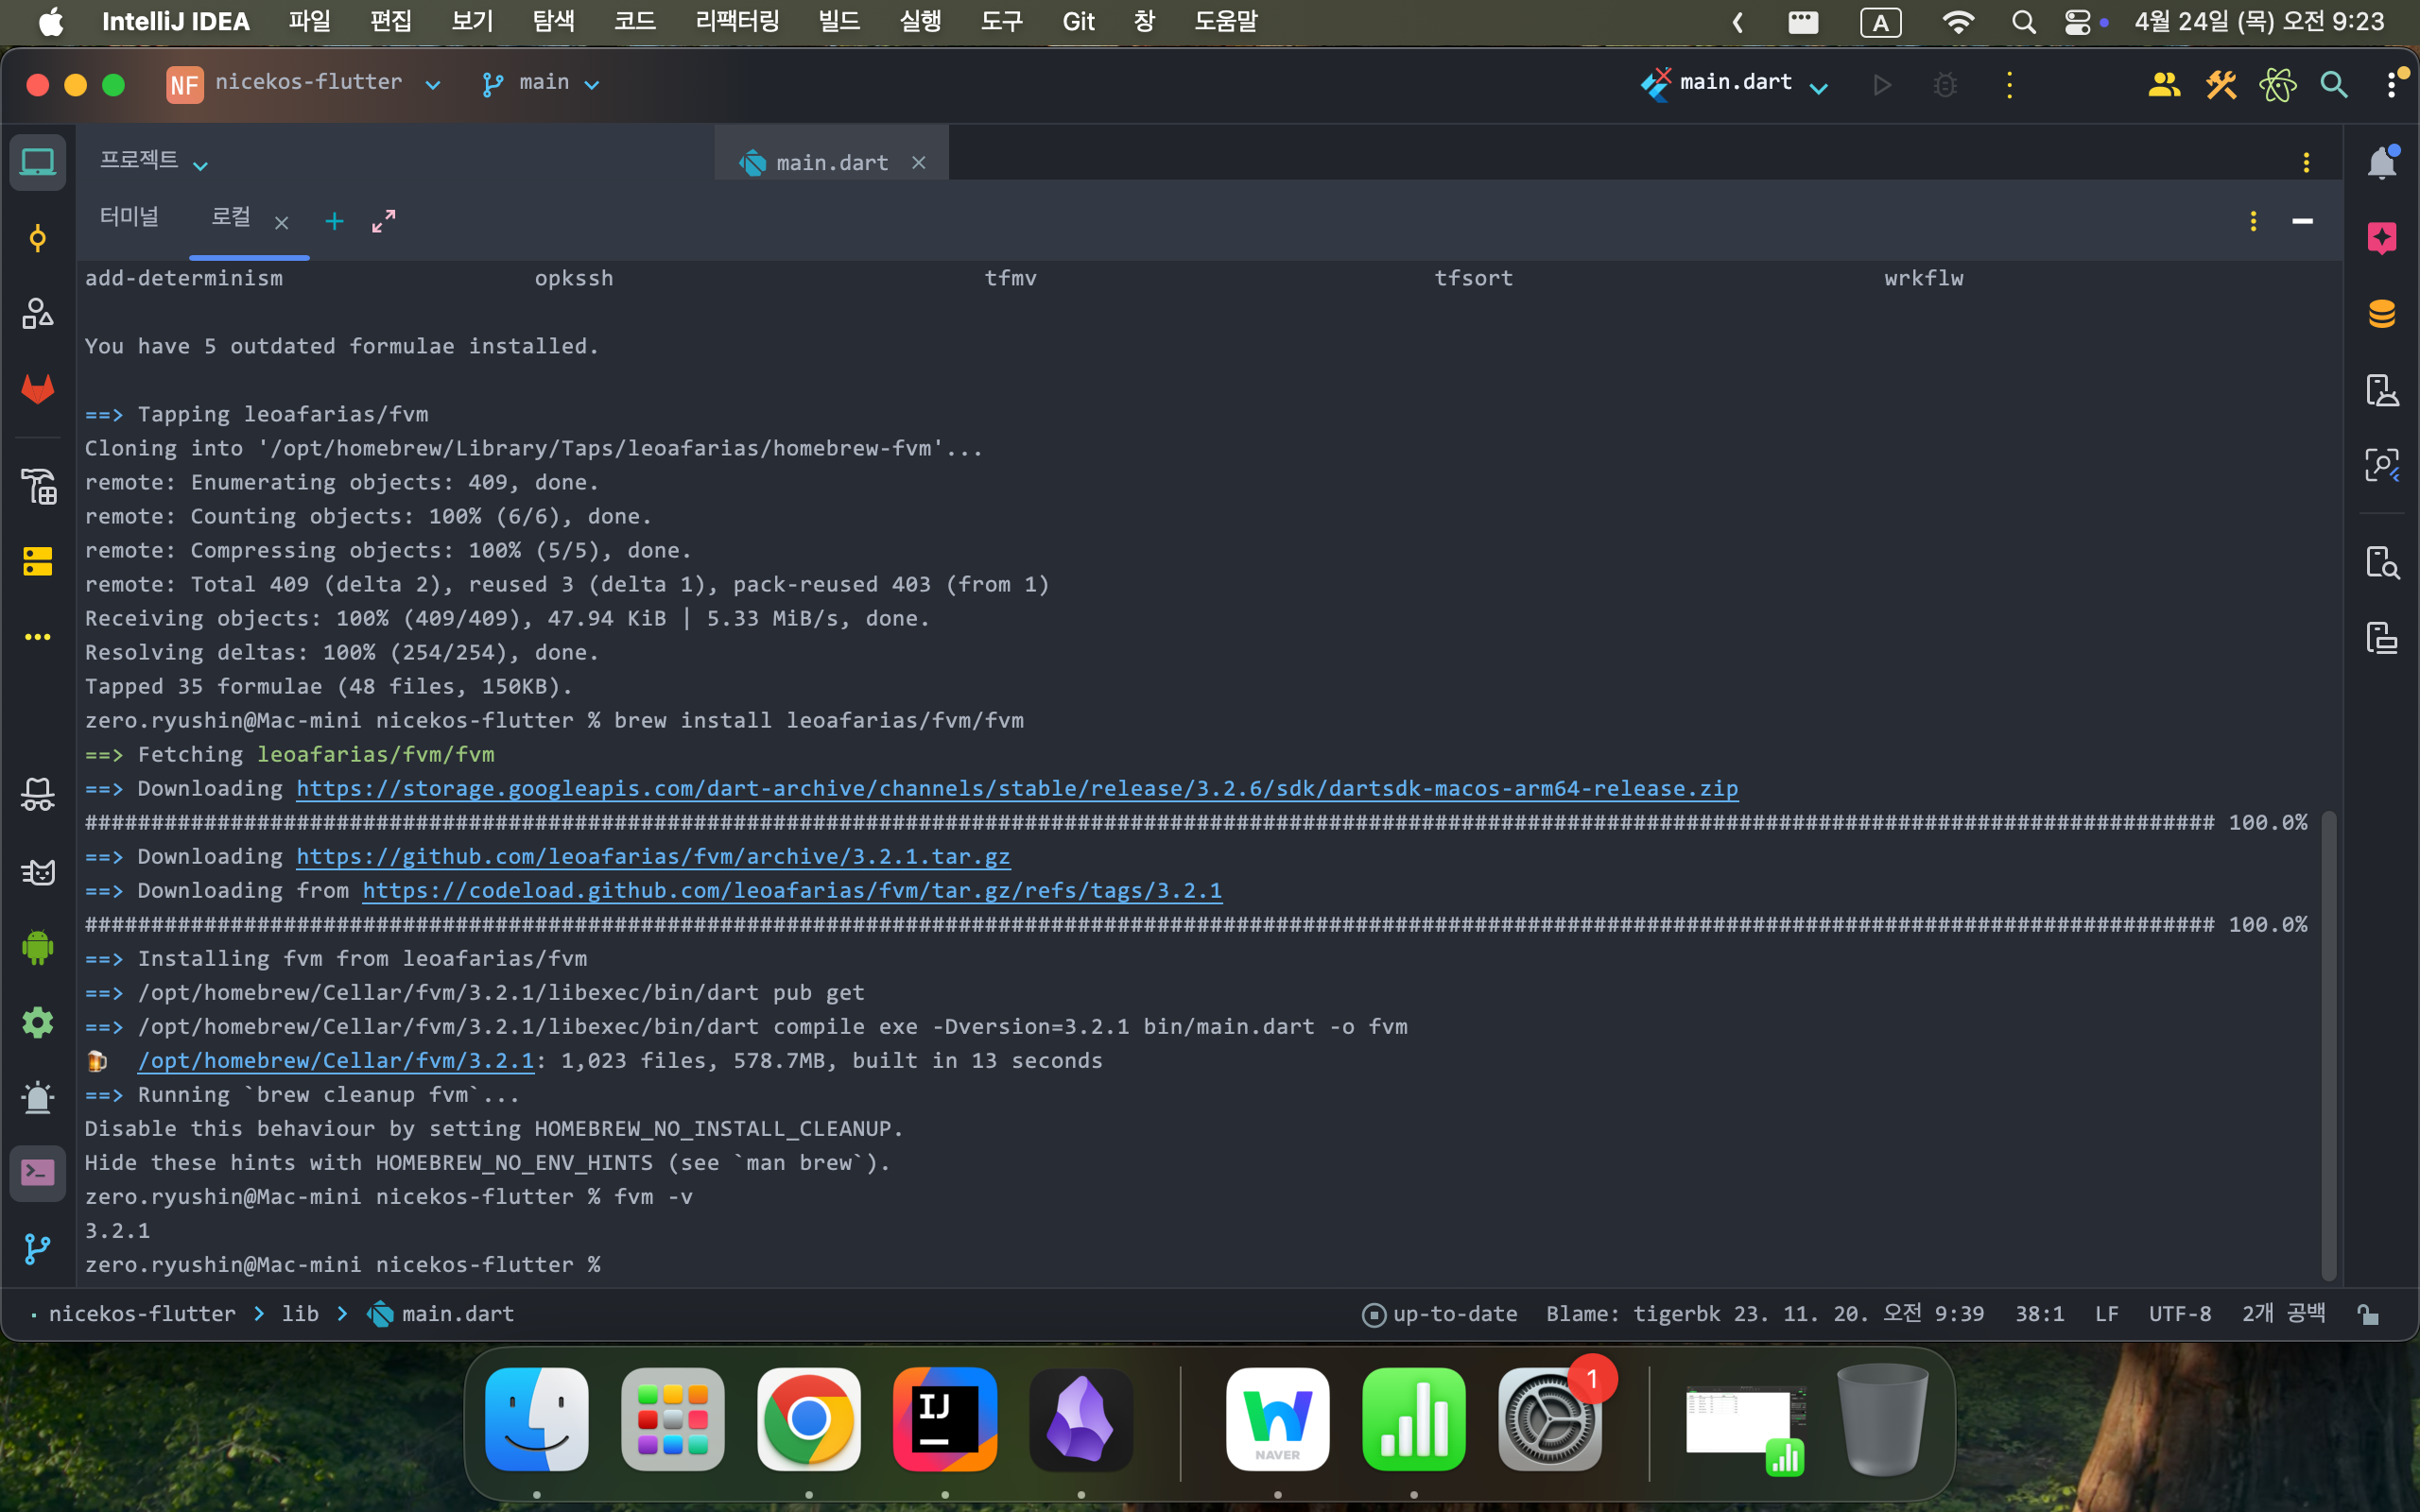 IntelliJ IDEA 파일 편집 보기 탐색 코드 리팩터링 빌드 실행 도구 Git 창 도움말 A 4월 24일 (목) 오전 9:23
NF nicekos-flutter main main.dart
프로젝트 main.dart
터미널 로컬
add-determinism opkssh tfmv tfsort wrkflw
You have 5 outdated formulae installed.
==> Tapping leoafarias/fvm
Cloning into '/opt/homebrew/Library/Taps/leoafarias/homebrew-fvm'...
remote: Enumerating objects: 409, done.
remote: Counting objects: 100% (6/6), done.
remote: Compressing objects: 100% (5/5), done.
remote: Total 409 (delta 2), reused 3 (delta 1), pack-reused 403 (from 1)
Receiving objects: 100% (409/409), 47.94 KiB | 5.33 MiB/s, done.
Resolving deltas: 100% (254/254), done.
Tapped 35 formulae (48 files, 150KB).
zero.ryushin@Mac-mini nicekos-flutter % brew install leoafarias/fvm/fvm
==> Fetching leoafarias/fvm/fvm
==> Downloading https://storage.googleapis.com/dart-archive/channels/stable/release/3.2.6/sdk/dartsdk-macos-arm64-release.zip
################################################################################################################################################################# 100.0%
==> Downloading https://github.com/leoafarias/fvm/archive/3.2.1.tar.gz
==> Downloading from https://codeload.github.com/leoafarias/fvm/tar.gz/refs/tags/3.2.1
################################################################################################################################################################# 100.0%
==> Installing fvm from leoafarias/fvm
==> /opt/homebrew/Cellar/fvm/3.2.1/libexec/bin/dart pub get
==> /opt/homebrew/Cellar/fvm/3.2.1/libexec/bin/dart compile exe -Dversion=3.2.1 bin/main.dart -o fvm
🍺 /opt/homebrew/Cellar/fvm/3.2.1: 1,023 files, 578.7MB, built in 13 seconds
==> Running `brew cleanup fvm`...
Disable this behaviour by setting HOMEBREW_NO_INSTALL_CLEANUP.
Hide these hints with HOMEBREW_NO_ENV_HINTS (see `man brew`).
zero.ryushin@Mac-mini nicekos-flutter % fvm -v
3.2.1
zero.ryushin@Mac-mini nicekos-flutter %
nicekos-flutter > lib > main.dart up-to-date Blame: tigerbk 23. 11. 20. 오전 9:39 38:1 LF UTF-8 2개 공백
IJ NAVER 1